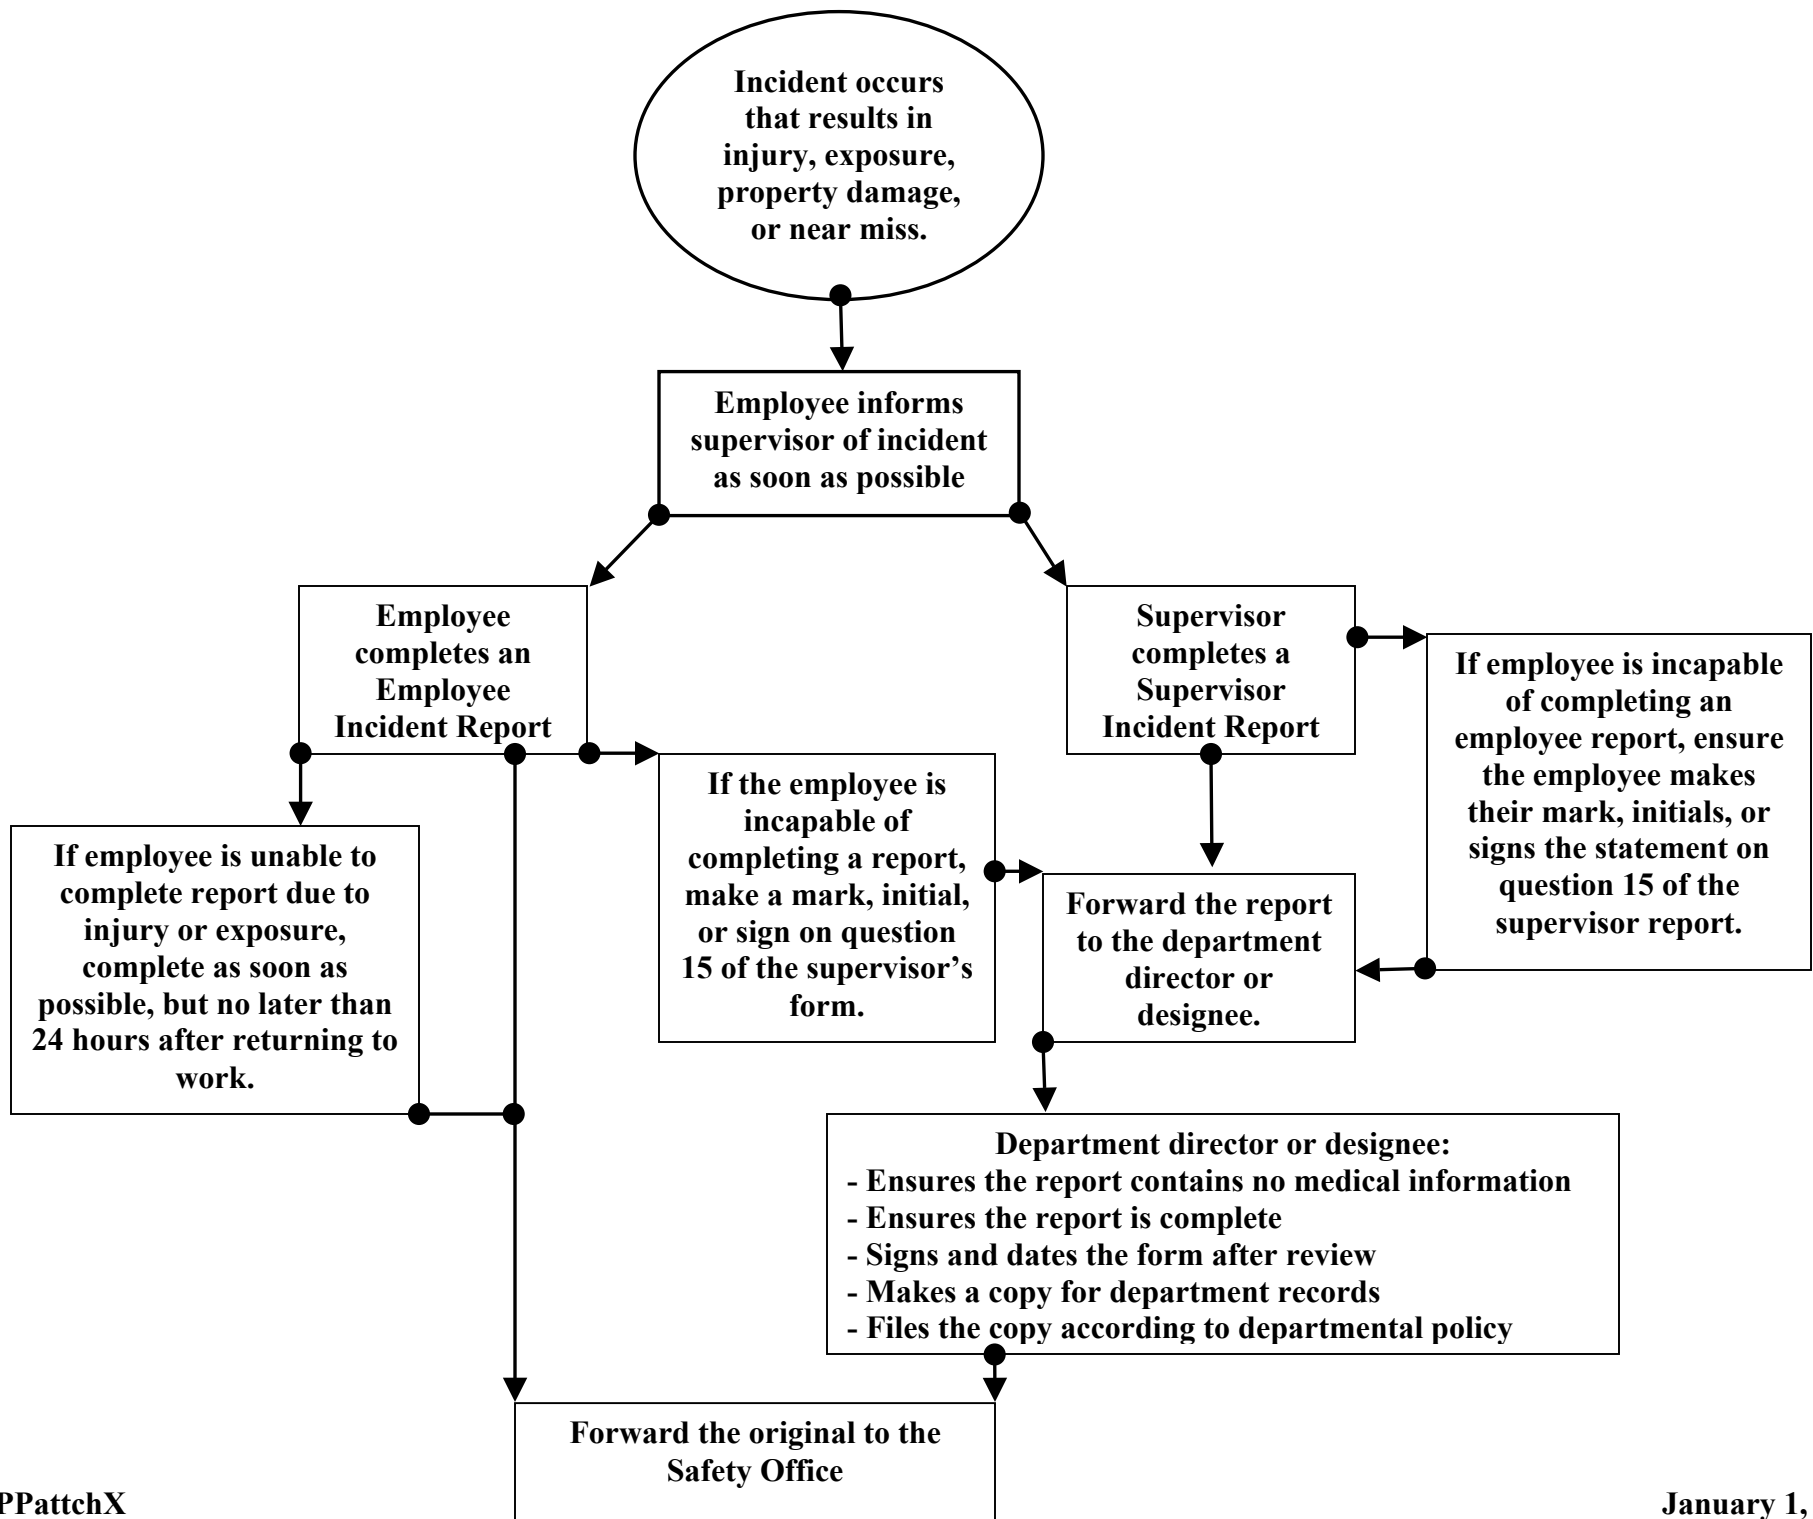 Incident occurs
that results in
injury, exposure,
property damage,
or near miss.
Employee informs
supervisor of incident
as soon as possible
Employee
completes an
Employee
Incident Report
Supervisor
completes a
Supervisor
Incident Report
If employee is incapable
of completing an
employee report, ensure
the employee makes
their mark, initials, or
signs the statement on
question 15 of the
supervisor report.
If employee is unable to
complete report due to
injury or exposure,
complete as soon as
possible, but no later than
24 hours after returning to
work.
If the employee is
incapable of
completing a report,
make a mark, initial,
or sign on question
15 of the supervisor’s
form.
Forward the report
to the department
director or
designee.
Department director or designee:
- Ensures the report contains no medical information
- Ensures the report is complete
- Signs and dates the form after review
- Makes a copy for department records
- Files the copy according to departmental policy
Forward the original to the
Safety Office
PPattchX
January 1,